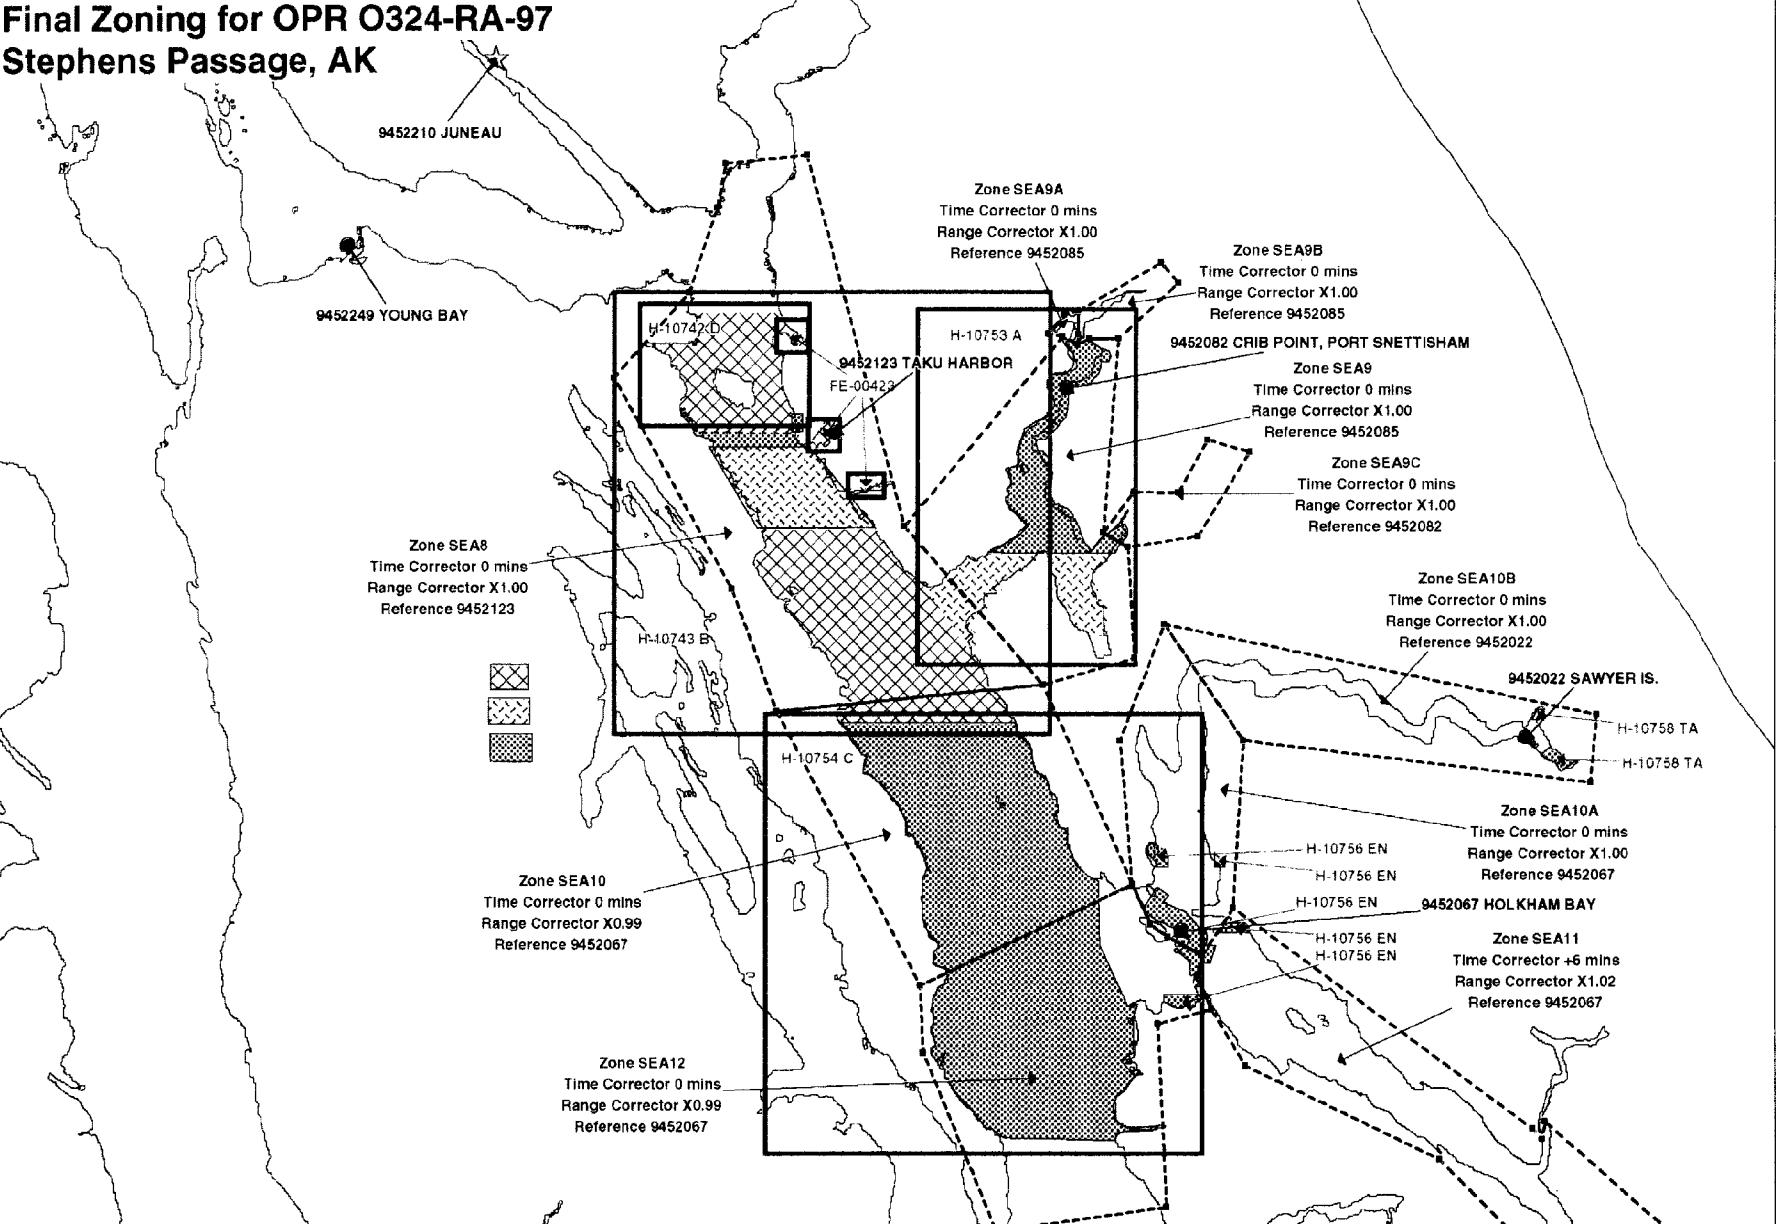 Final Zoning for OPR O324-RA-97
Stephens Passage, AK
9452210 JUNEAU
9452249 YOUNG BAY
Zone SEA9A
Time Corrector 0 mins
Range Corrector X1.00
Reference 9452085
Zone SEA9B
Time Corrector 0 mins
Range Corrector X1.00
Reference 9452085
H-10742 D
H-10753 A
9452082 CRIB POINT, PORT SNETTISHAM
9452123 TAKU HARBOR
FE-00423
Zone SEA9
Time Corrector 0 mins
Range Corrector X1.00
Reference 9452085
Zone SEA9C
Time Corrector 0 mins
Range Corrector X1.00
Reference 9452082
Zone SEA8
Time Corrector 0 mins
Range Corrector X1.00
Reference 9452123
H-10743 B
Zone SEA10B
Time Corrector 0 mins
Range Corrector X1.00
Reference 9452022
9452022 SAWYER IS.
H-10758 TA
H-10758 TA
H-10754 C
Zone SEA10A
Time Corrector 0 mins
Range Corrector X1.00
Reference 9452067
H-10756 EN
H-10756 EN
H-10756 EN
9452067 HOLKHAM BAY
H-10756 EN
H-10756 EN
Zone SEA10
Time Corrector 0 mins
Range Corrector X0.99
Reference 9452067
Zone SEA11
Time Corrector +6 mins
Range Corrector X1.02
Reference 9452067
Zone SEA12
Time Corrector 0 mins
Range Corrector X0.99
Reference 9452067